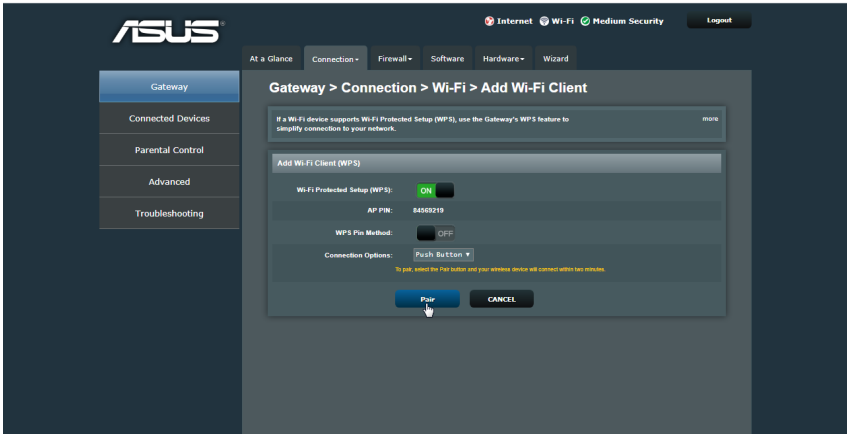 ASUS
Internet Wi-Fi Medium Security
Logout
At a Glance Connection Firewall Software Hardware Wizard
Gateway
Connected Devices
Parental Control
Advanced
Troubleshooting
Gateway > Connection > Wi-Fi > Add Wi-Fi Client
If a Wi-Fi device supports Wi-Fi Protected Setup (WPS), use the Gateway's WPS feature to
simplify connection to your network.
more
Add Wi-Fi Client (WPS)
Wi-Fi Protected Setup (WPS): ON
AP PIN: 84569219
WPS Pin Method: OFF
Connection Options: Push Button
To pair, select the Pair button and your wireless device will connect within two minutes.
Pair CANCEL